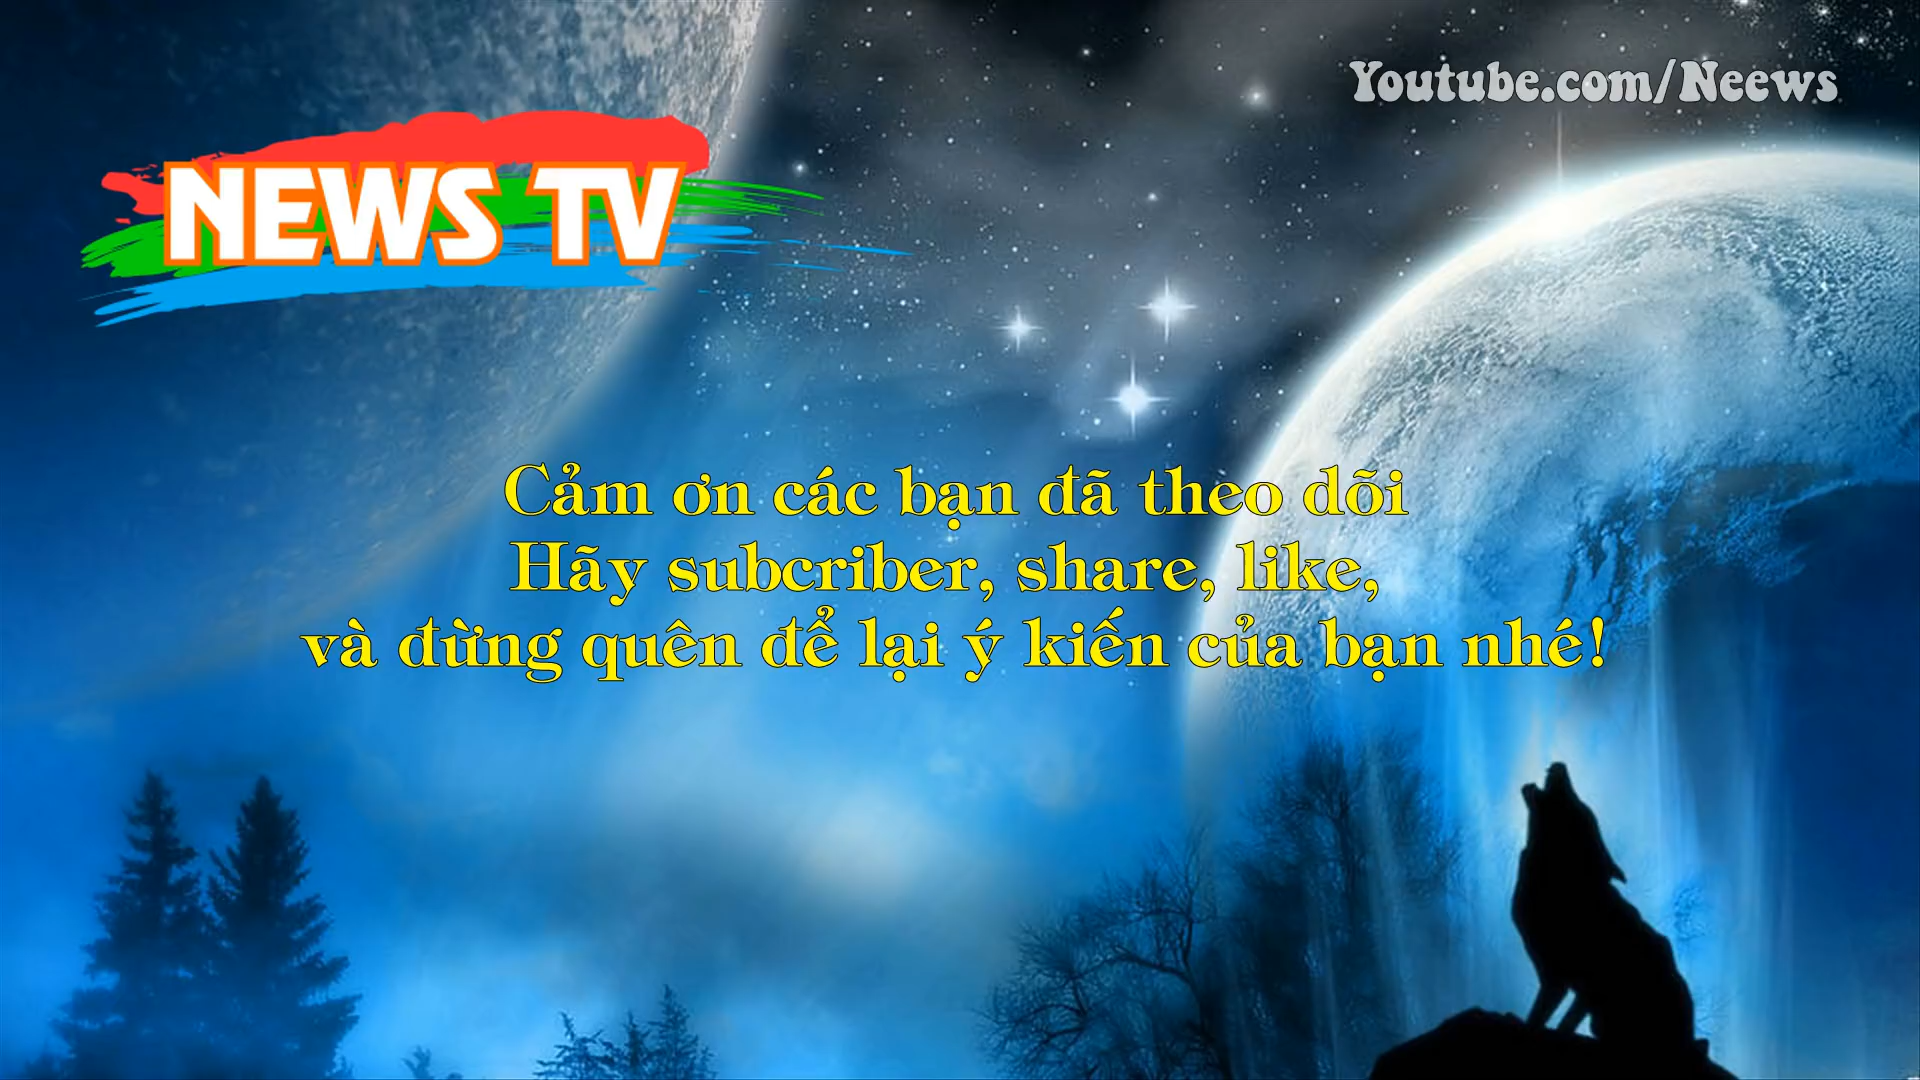 Youtube.com/Neews
NEWS TV
Cảm ơn các bạn đã theo dõi
Hãy subcriber, share, like,
và đừng quên để lại ý kiến của bạn nhé!